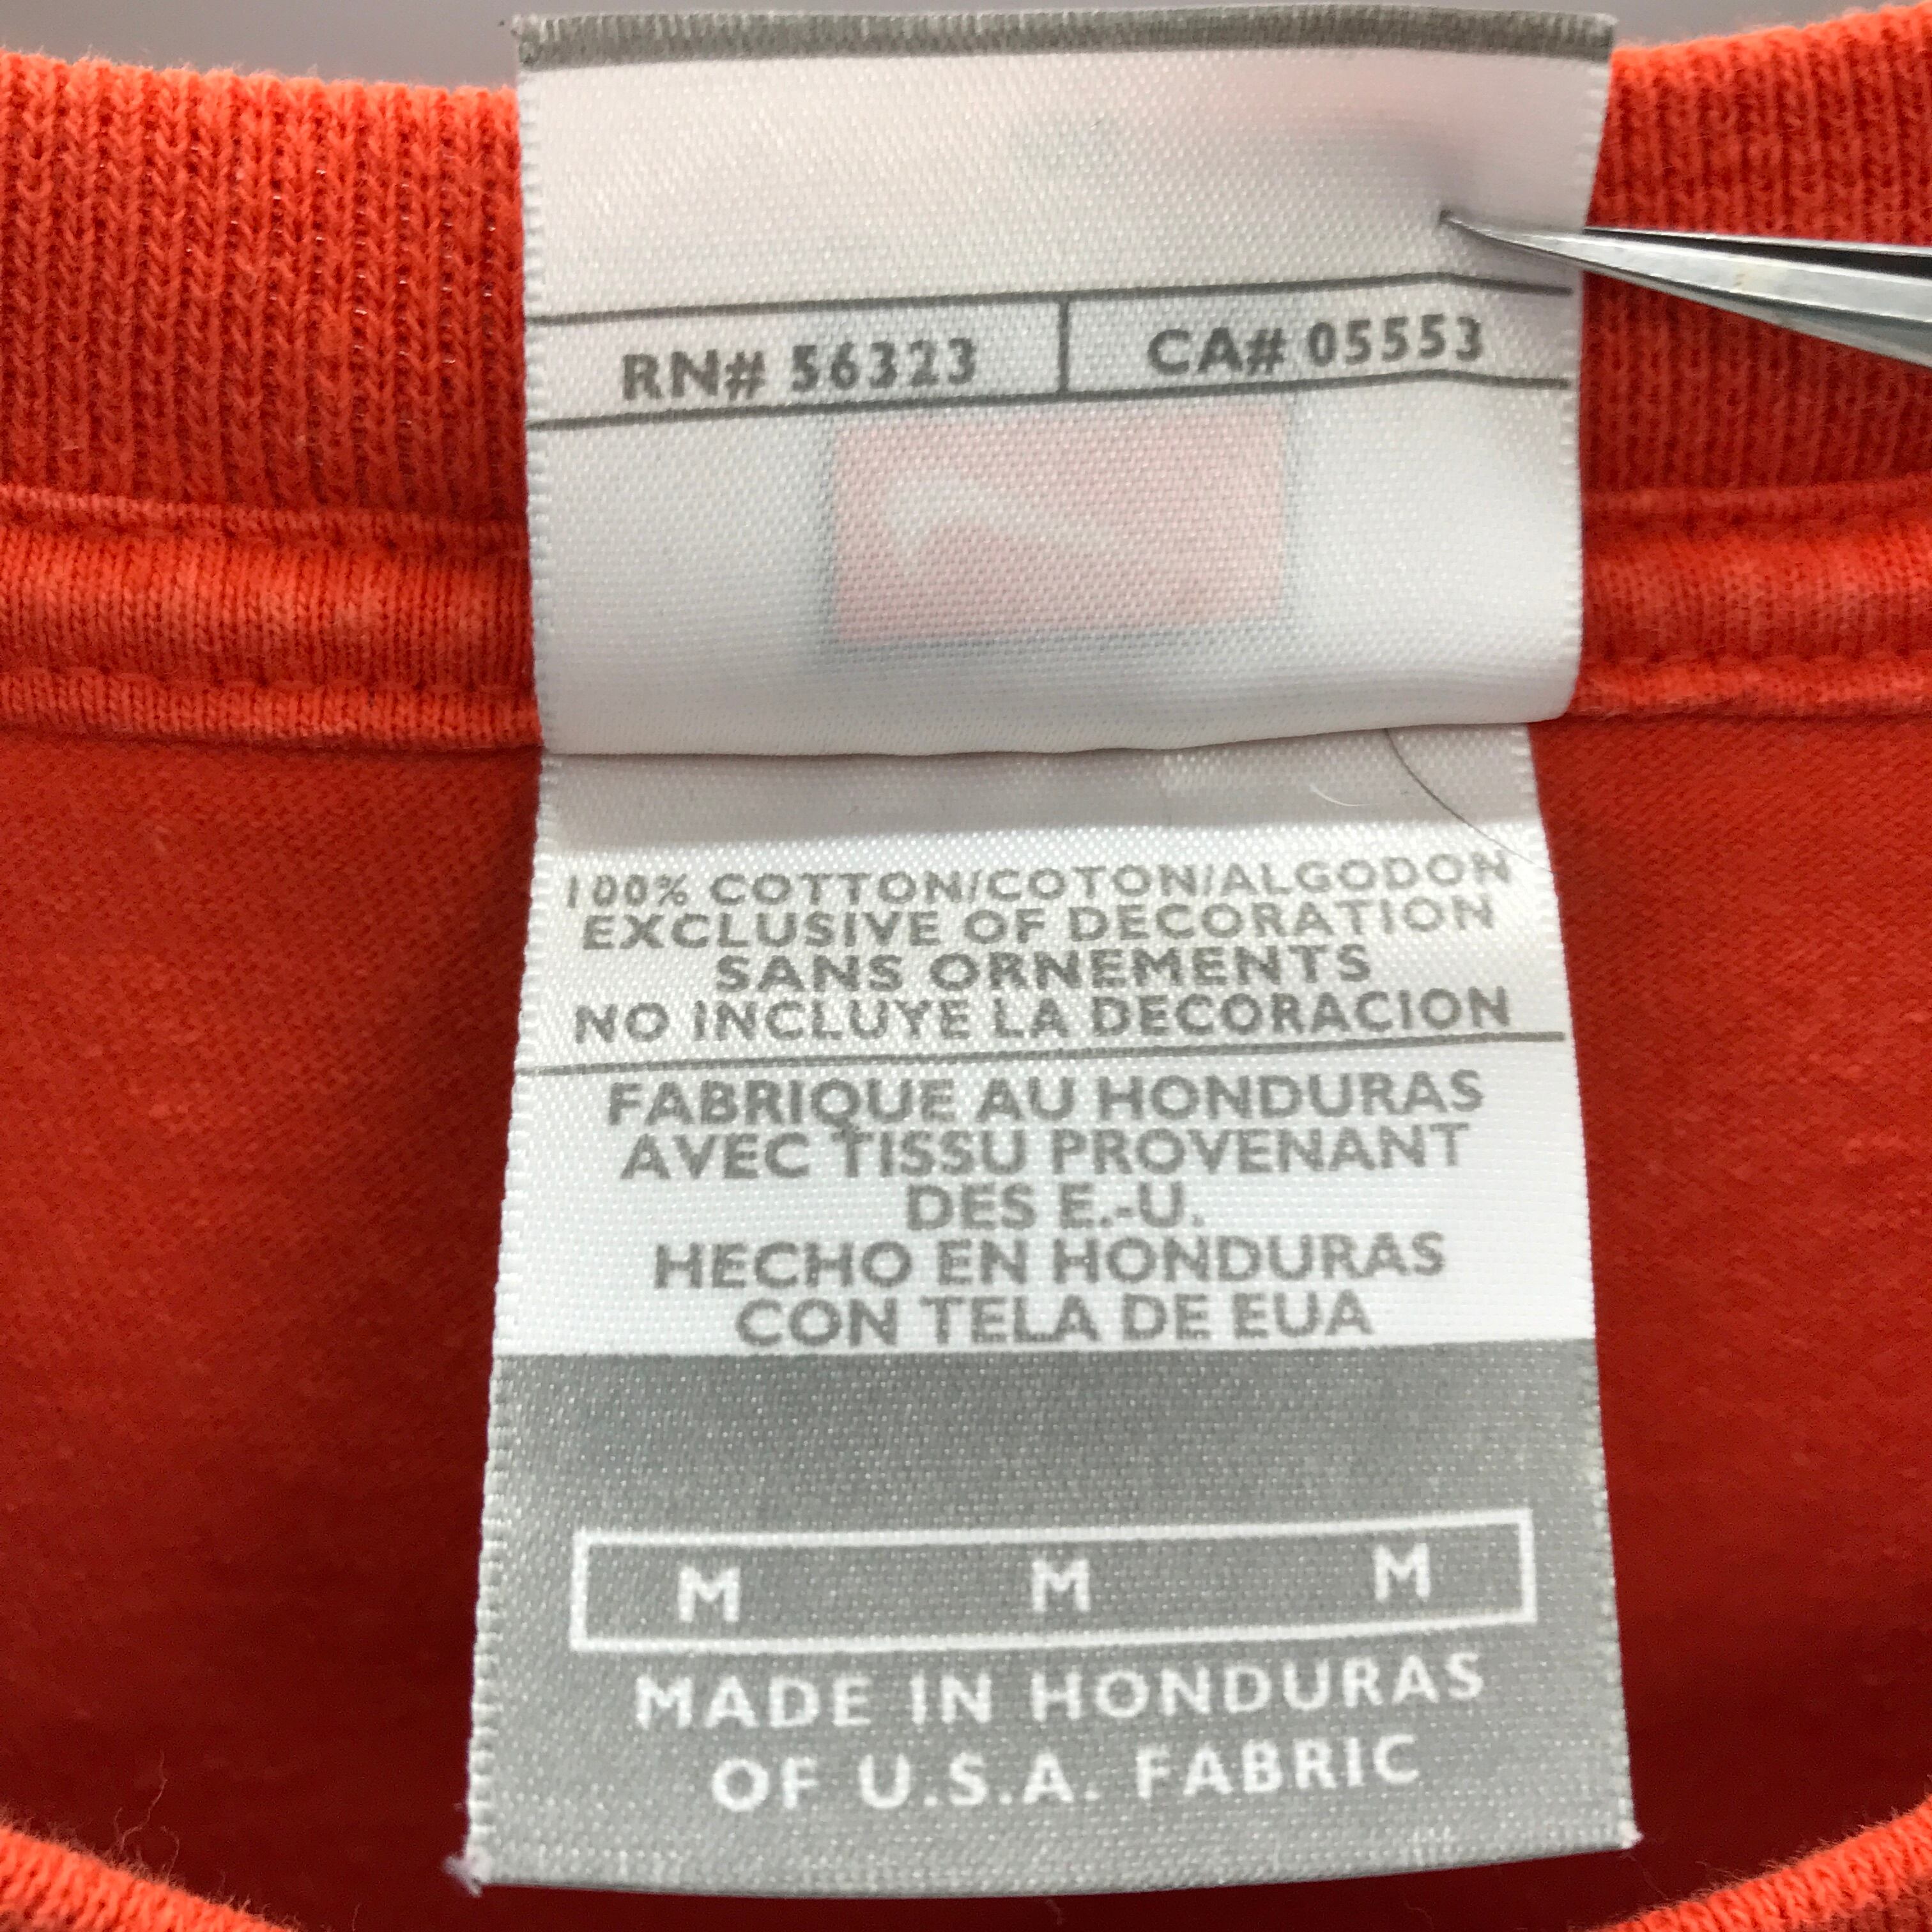 RN# 56323 CA# 05553
100% COTTON/COTON/ALGODON
EXCLUSIVE OF DECORATION
SANS ORNEMENTS
NO INCLUYE LA DECORACION
FABRIQUE AU HONDURAS
AVEC TISSU PROVENANT
DES E.-U.
HECHO EN HONDURAS
CON TELA DE EUA
M M M
MADE IN HONDURAS
OF U.S.A. FABRIC